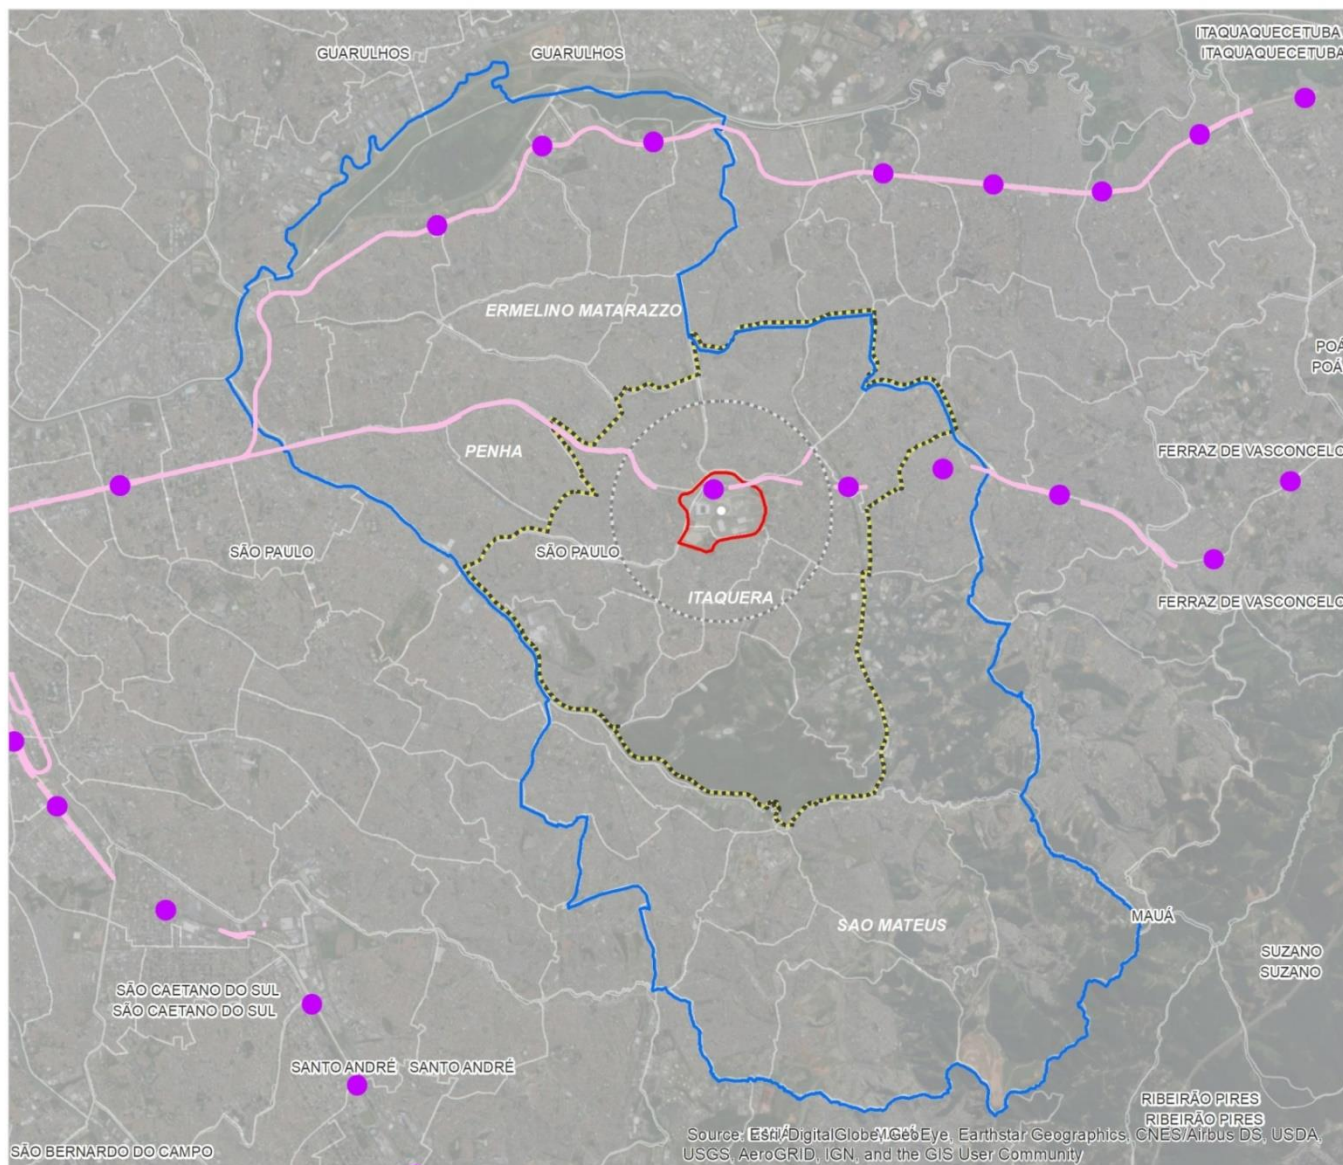 ITAQUAQUECETUBA
GUARULHOS GUARULHOS ITAQUAQUECETUBA
ERMELINO MATARAZZO
POÁ
POÁ
PENHA FERRAZ DE VASCONCELO
SÃO PAULO SÃO PAULO
ITAQUERA FERRAZ DE VASCONCELO
MAUÁ
SAO MATEUS
SUZANO
SUZANO
SÃO CAETANO DO SUL
SÃO CAETANO DO SUL
SANTO ANDRÉ SANTO ANDRÉ
RIBEIRÃO PIRES
RIBEIRÃO PIRES
SÃO BERNARDO DO CAMPO
Source: Esri, DigitalGlobe, GeoEye, Earthstar Geographics, CNES/Airbus DS, USDA,
USGS, AeroGRID, IGN, and the GIS User Community